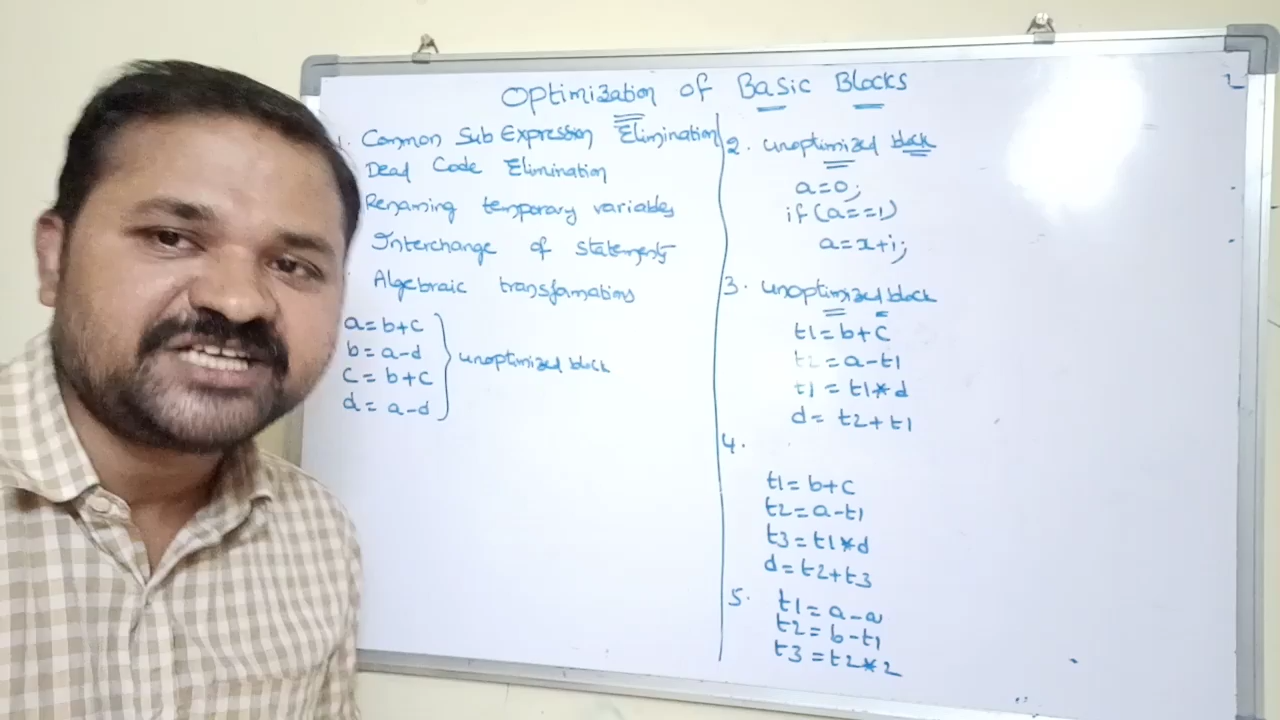 Optimization of Basic Blocks
1. Common Sub Expression Elimination
Dead Code Elimination
Renaming temporary variables
Interchange of statements
Algebraic transformations
a=b+c
b=a-d
c=b+c
d=a-d
unoptimized block
2. unoptimized block
a=0;
if(a==1)
a=x+1;
3. unoptimized block
t1=b+c
t2=a-t1
t1=t1*d
d=t2+t1
4.
t1=b+c
t2=a-t1
t3=t1*d
d=t2+t3
5. t1=a-a
t2=b-t1
t3=t2*2